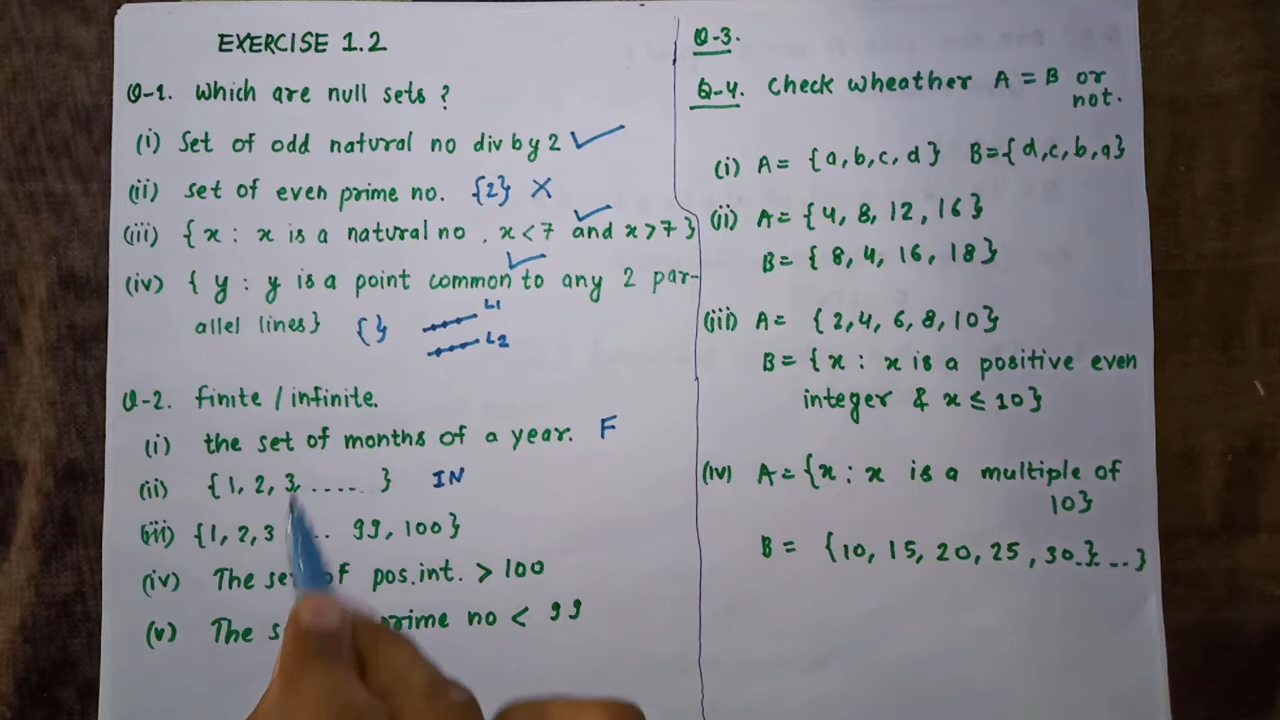 EXERCISE 1.2
Q-1. Which are null sets ?
(i) Set of odd natural no div by 2 ✓
(ii) set of even prime no. {2} X
(iii) { x : x is a natural no , x < 7 and x > 7 } ✓
(iv) { y : y is a point common to any 2 par- ✓
allel lines} { } L1
L2
Q-2. finite / infinite.
(i) the set of months of a year. F
(ii) { 1, 2, 3, ..... } IN
(iii) {1, 2, 3 .. 99, 100 }
(iv) The of pos.int. > 100
(v) The prime no < 99
Q-3.
Q-4. Check wheather A = B or
not.
(i) A = {a, b, c, d } B = {d, c, b, a}
(ii) A = { 4, 8, 12, 16 }
B = { 8, 4, 16, 18 }
(iii) A = { 2, 4, 6, 8, 10 }
B = { x : x is a positive even
integer & x ≤ 10 }
(iv) A = { x : x is a multiple of
10 }
B = {10, 15, 20, 25, 30...... }